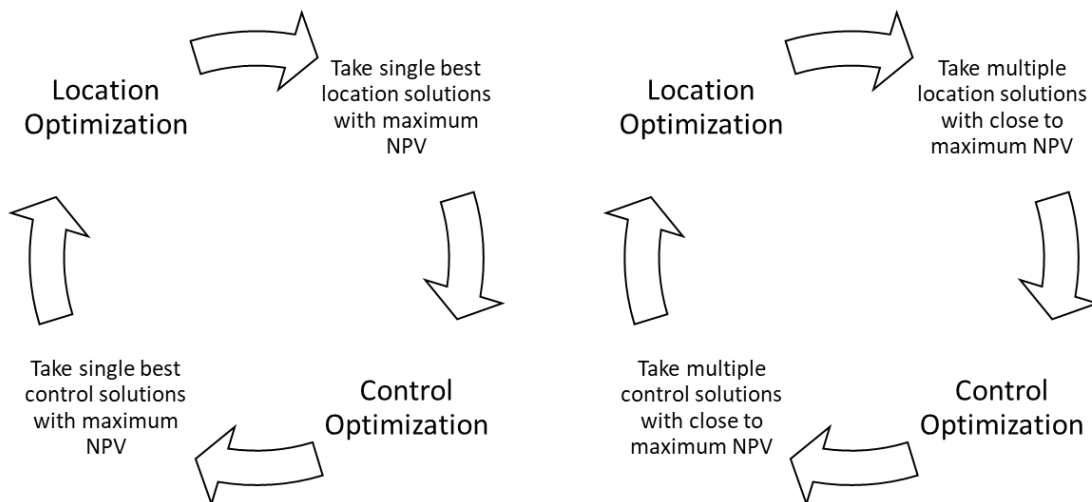 Location
Optimization
Take single best
location solutions
with maximum
NPV
Control
Optimization
Take single best
control solutions
with maximum
NPV
Location
Optimization
Take multiple
location solutions
with close to
maximum NPV
Control
Optimization
Take multiple
control solutions
with close to
maximum NPV